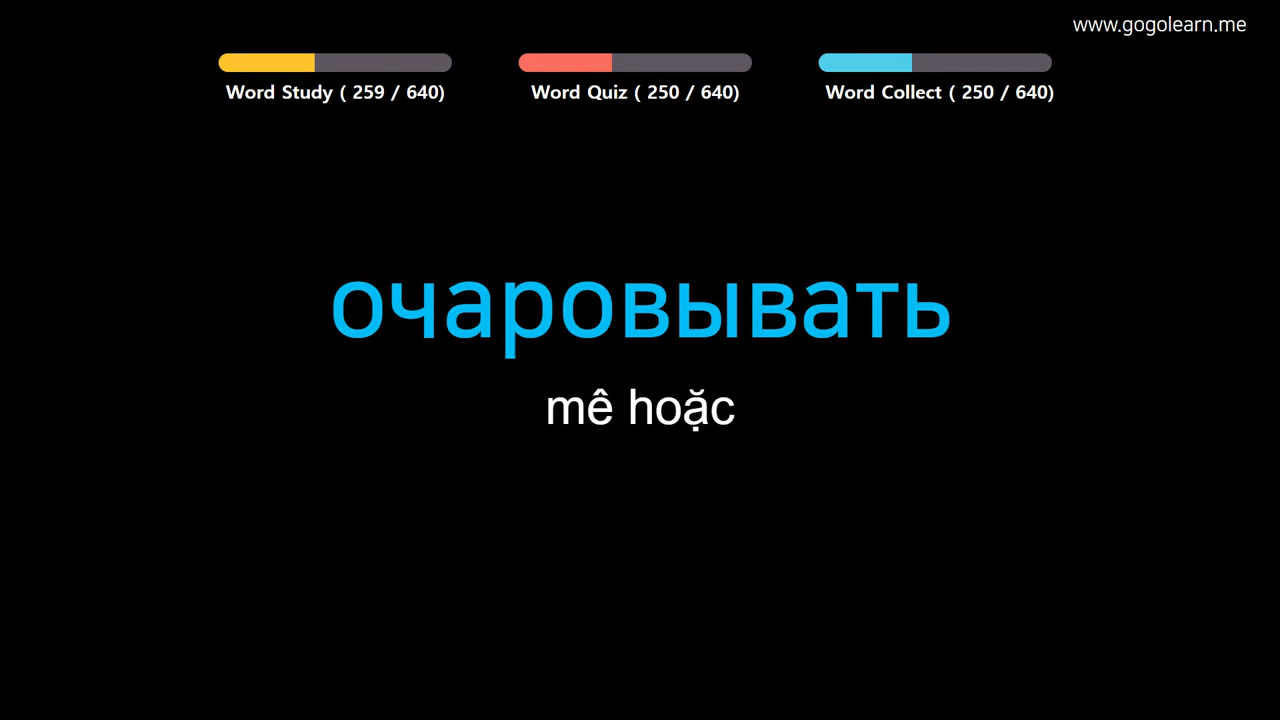 www.gogolearn.me
Word Study ( 259 / 640)
Word Quiz ( 250 / 640)
Word Collect ( 250 / 640)
очаровывать
mê hoặc